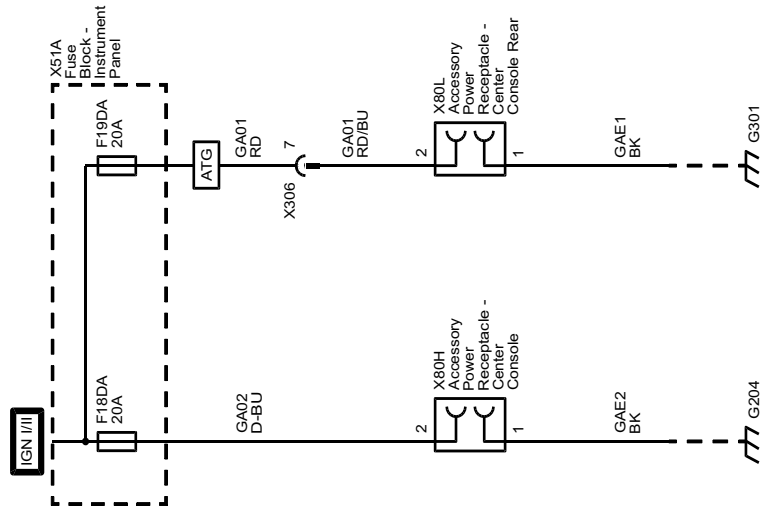 IGN I/II
X51A
Fuse
Block -
Instrument
Panel
F18DA
20A
F19DA
20A
ATG
GA01
RD
X306
7
GA02
D-BU
GA01
RD/BU
2
X80H
Accessory
Power
Receptacle -
Center
Console
1
2
X80L
Accessory
Power
Receptacle -
Center
Console Rear
1
GAE2
BK
GAE1
BK
G204
G301